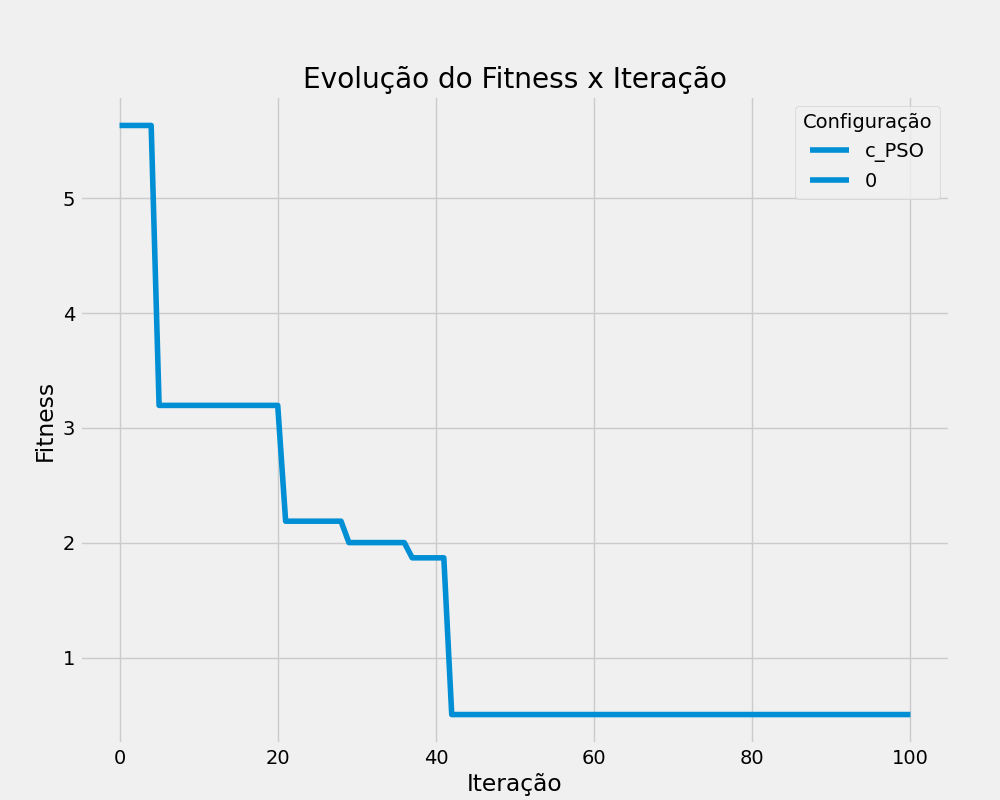 Evolução do Fitness x Iteração
Configuração
c_PSO
0
5
4
3
2
1
Fitness
0 20 40 60 80 100
Iteração